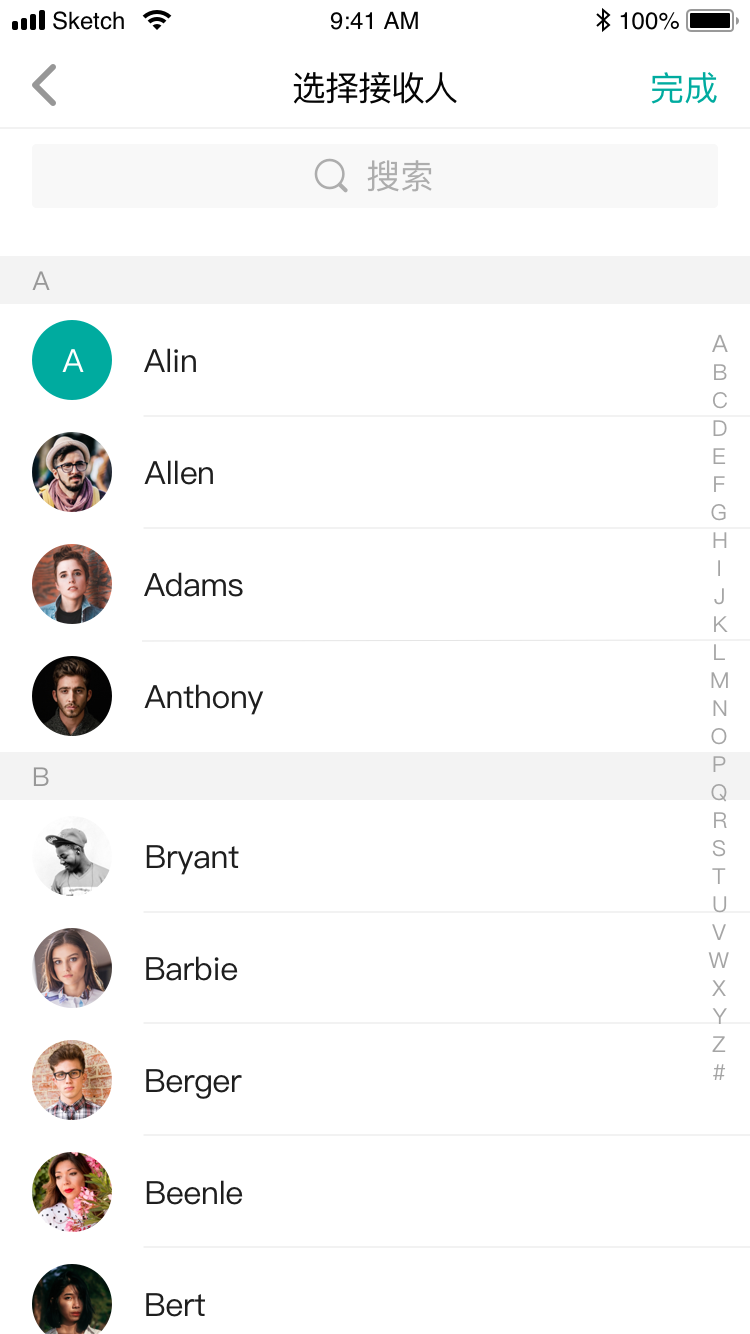 Sketch 9:41 AM 100%
选择接收人 完成
搜索
A
A Alin
Allen
Adams
Anthony
B
Bryant
Barbie
Berger
Beenle
Bert
A
B
C
D
E
F
G
H
I
J
K
L
M
N
O
P
Q
R
S
T
U
V
W
X
Y
Z
#